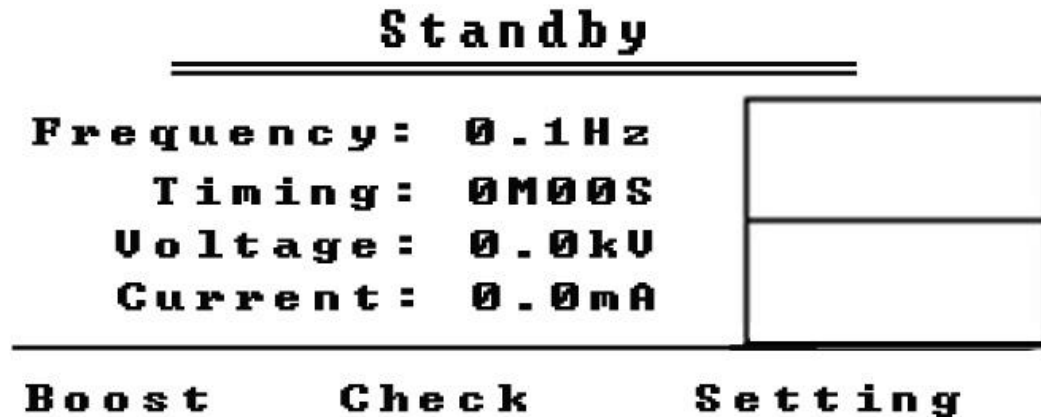 Standby
Frequency: 0.1Hz
Timing: 0M00S
Voltage: 0.0kV
Current: 0.0mA
Boost Check Setting